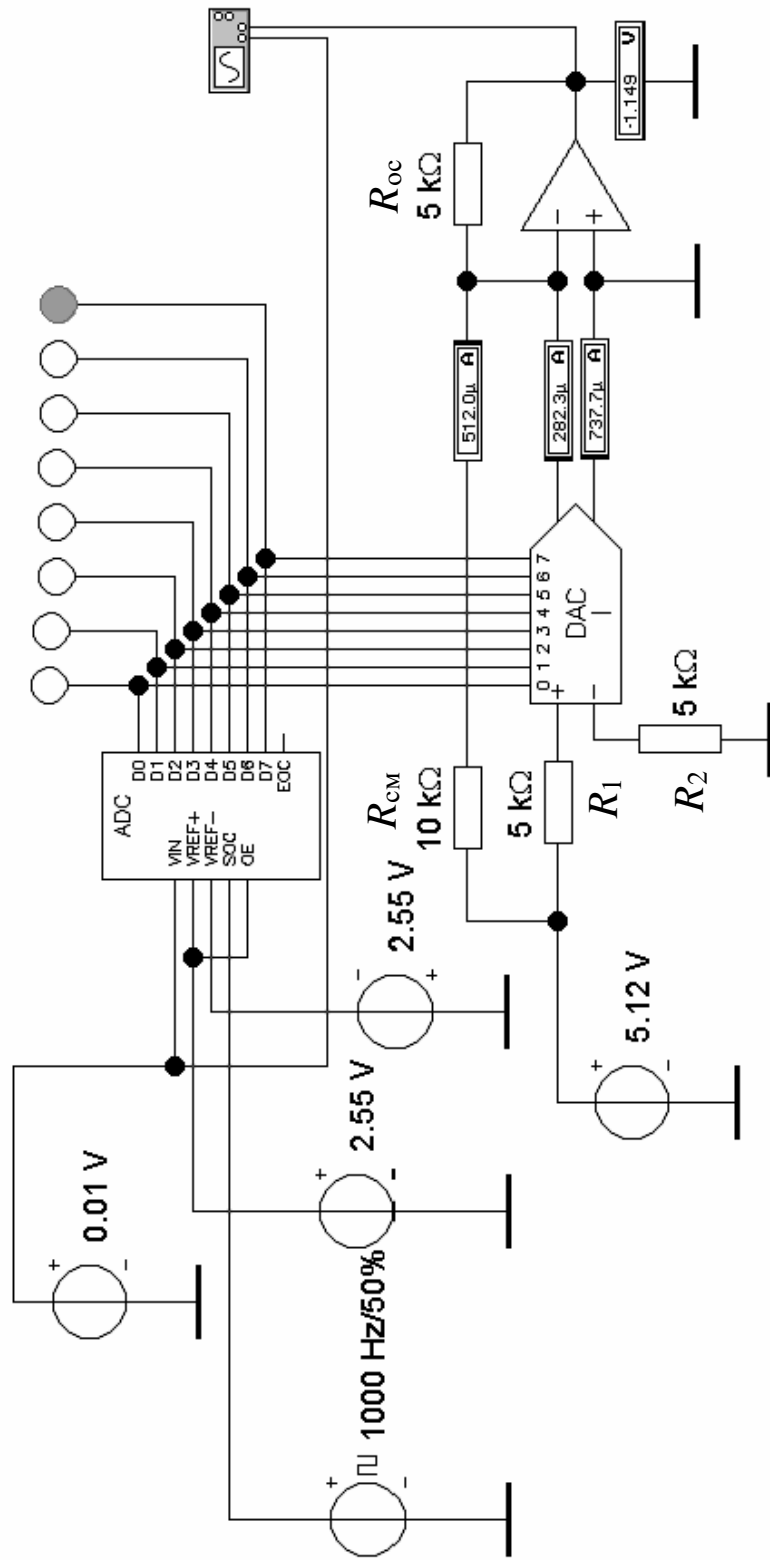 0.01 V
ADC
VIN
VREF+
VREF−
SOC
OE
D0
D1
D2
D3
D4
D5
D6
D7
EOC
1000 Hz/50%
2.55 V
2.55 V
Rсм
10 kΩ
Rос
5 kΩ
512.0µ A
5 kΩ
R1
0 1 2 3 4 5 6 7
DAC
I
282.3µ A
737.7µ A
-1.149 V
5.12 V
R2
5 kΩ